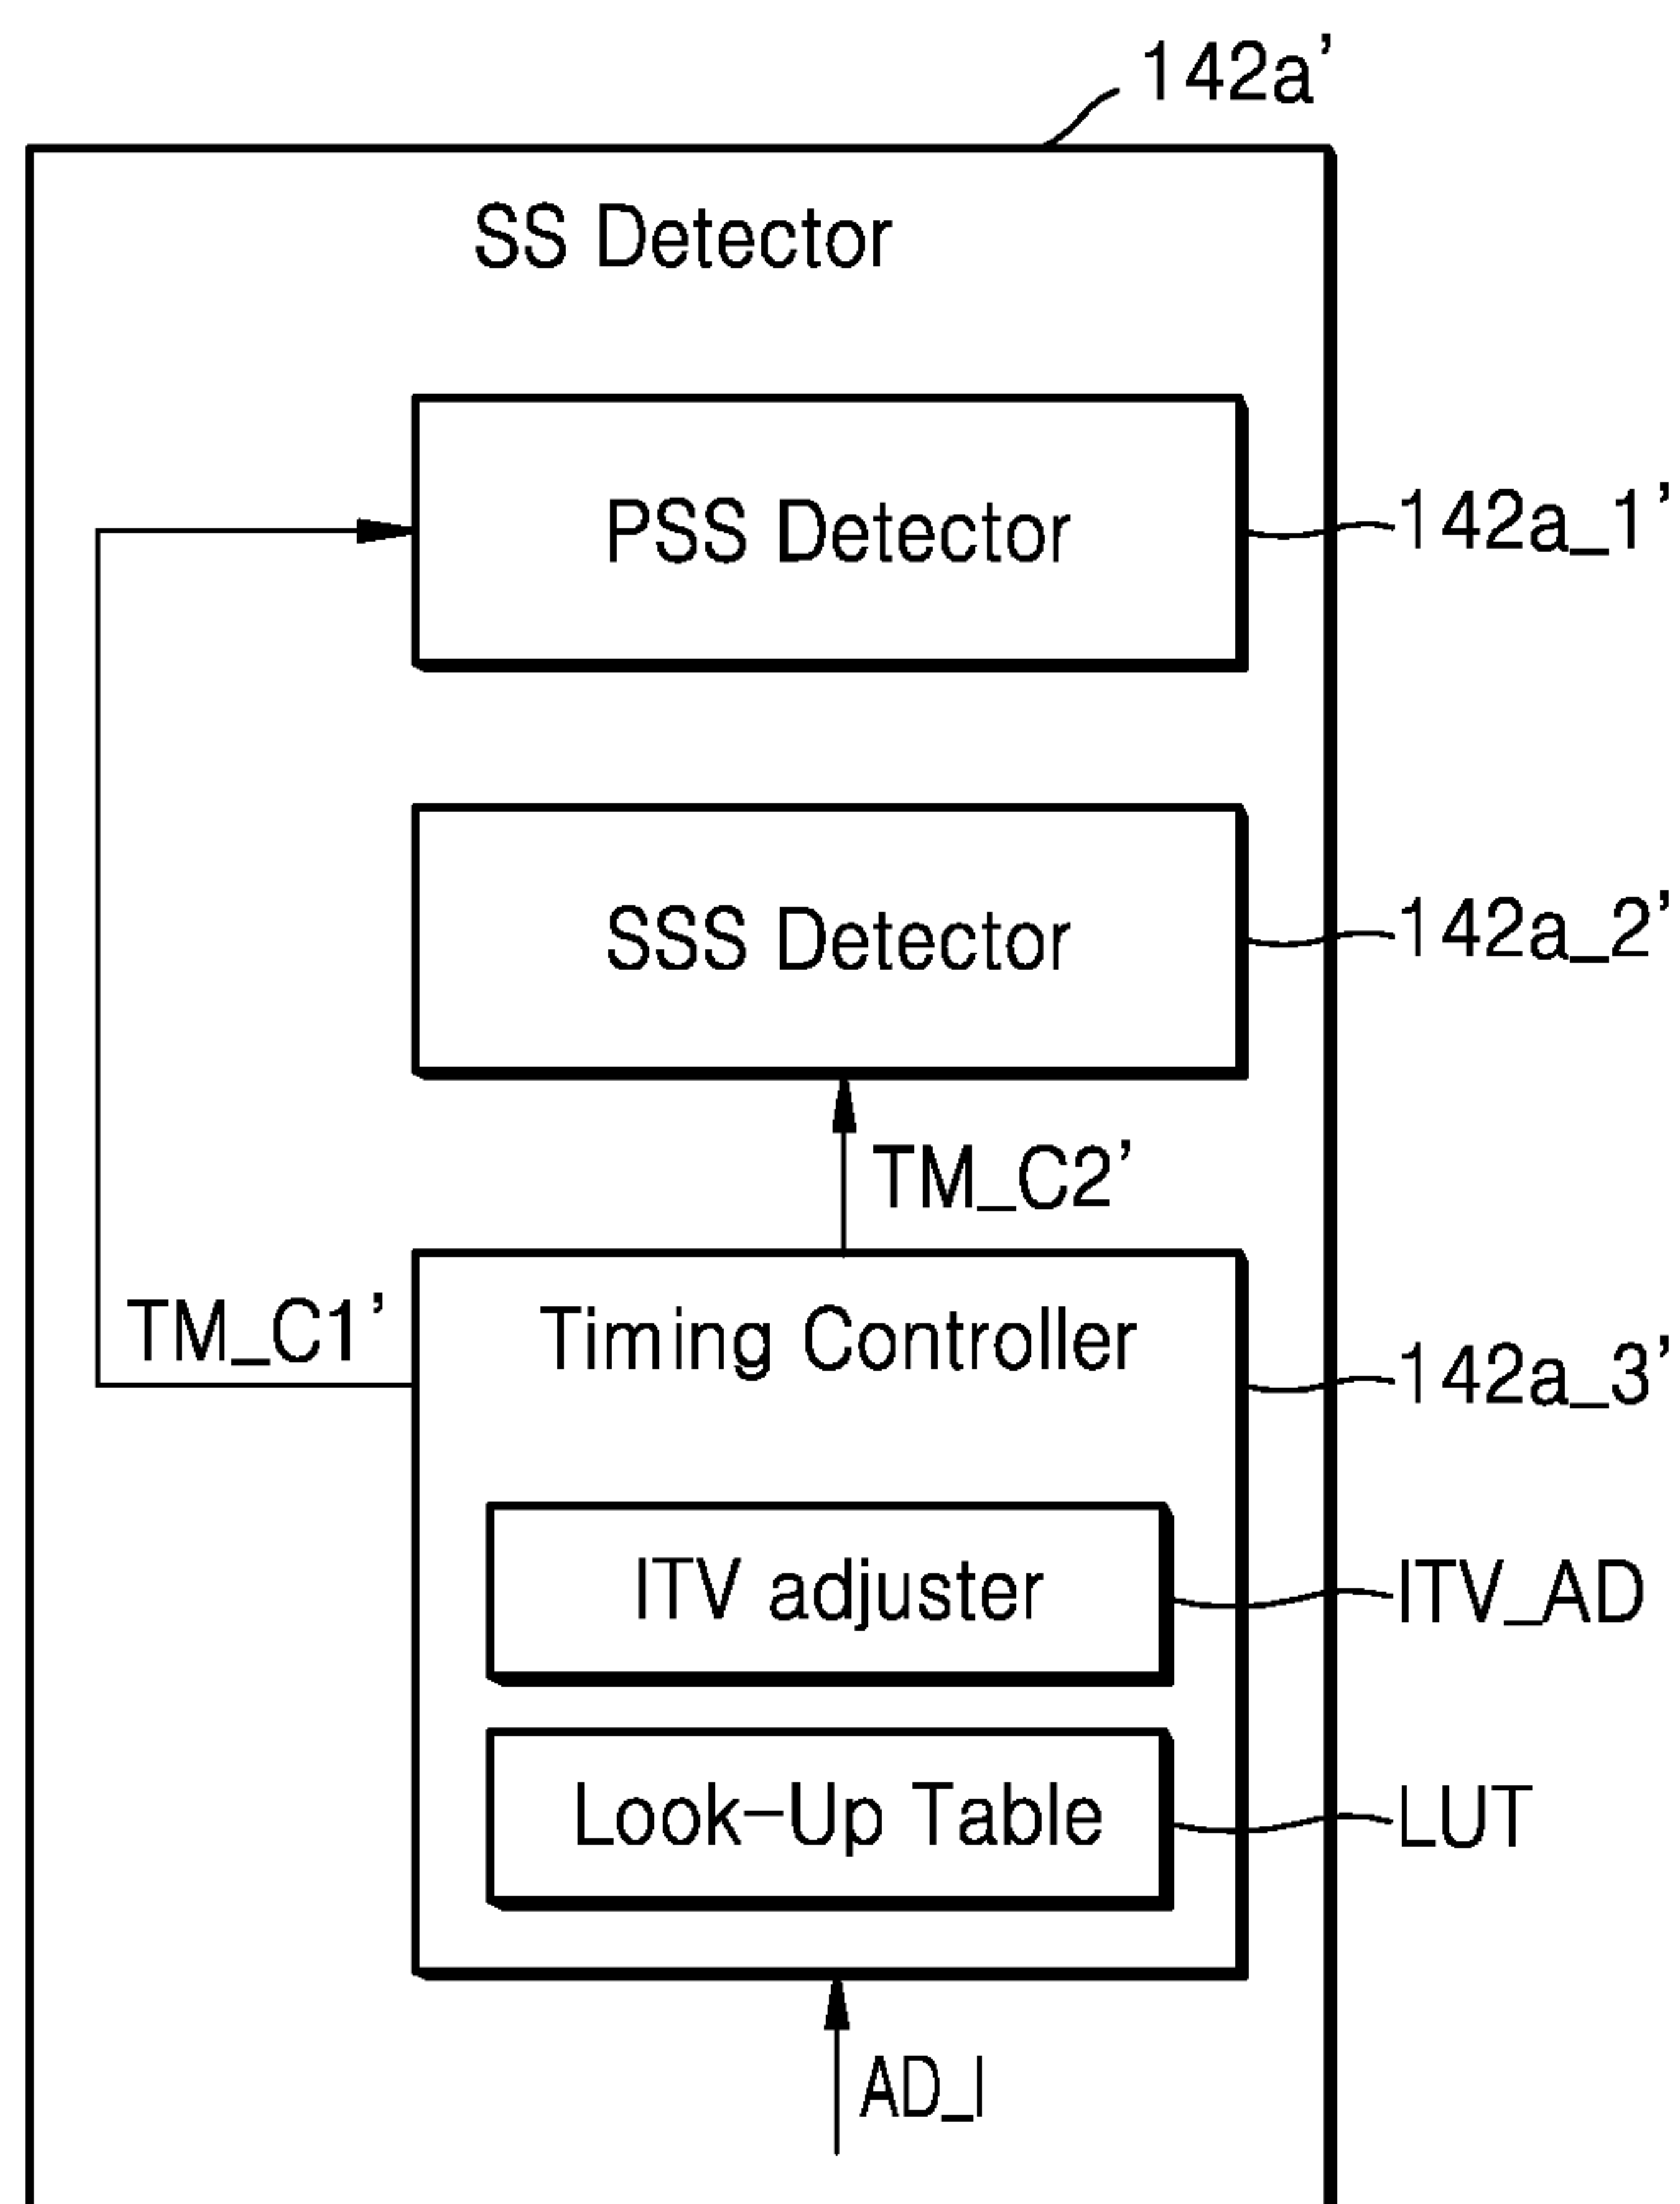 142a’
SS Detector
PSS Detector
142a_1’
SSS Detector
142a_2’
TM_C2’
TM_C1’
Timing Controller
142a_3’
ITV adjuster
ITV_AD
Look-Up Table
LUT
AD_I